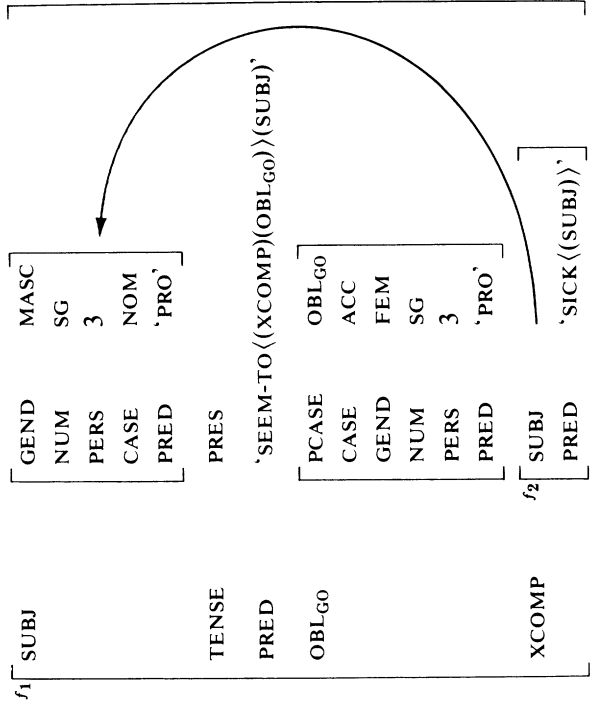 f1
SUBJ GEND MASC
NUM SG
PERS 3
CASE NOM
PRED 'PRO'
TENSE PRES
PRED 'SEEM-TO⟨(XCOMP)(OBLGO)⟩(SUBJ)'
OBLGO PCASE OBLGO
CASE ACC
GEND FEM
NUM SG
PERS 3
PRED 'PRO'
f2
XCOMP SUBJ
PRED 'SICK⟨(SUBJ)⟩'